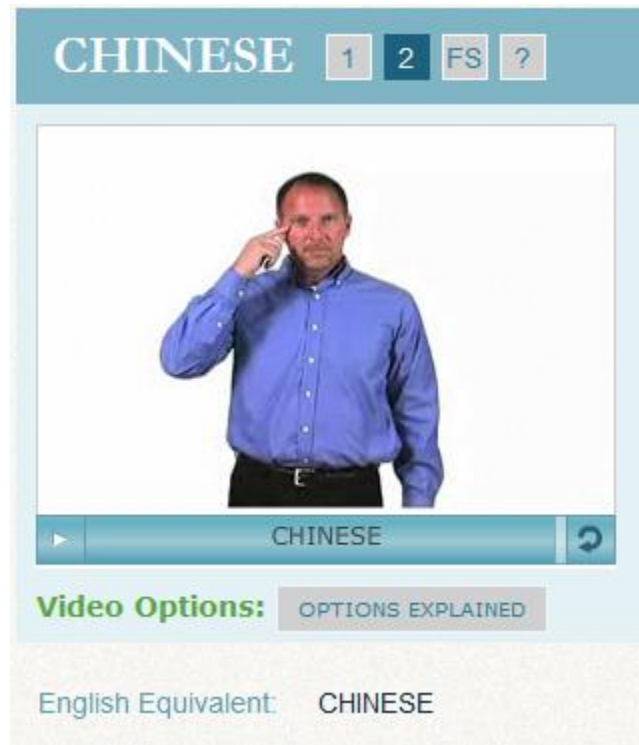 CHINESE 1 2 FS ?
CHINESE
Video Options: OPTIONS EXPLAINED
English Equivalent: CHINESE